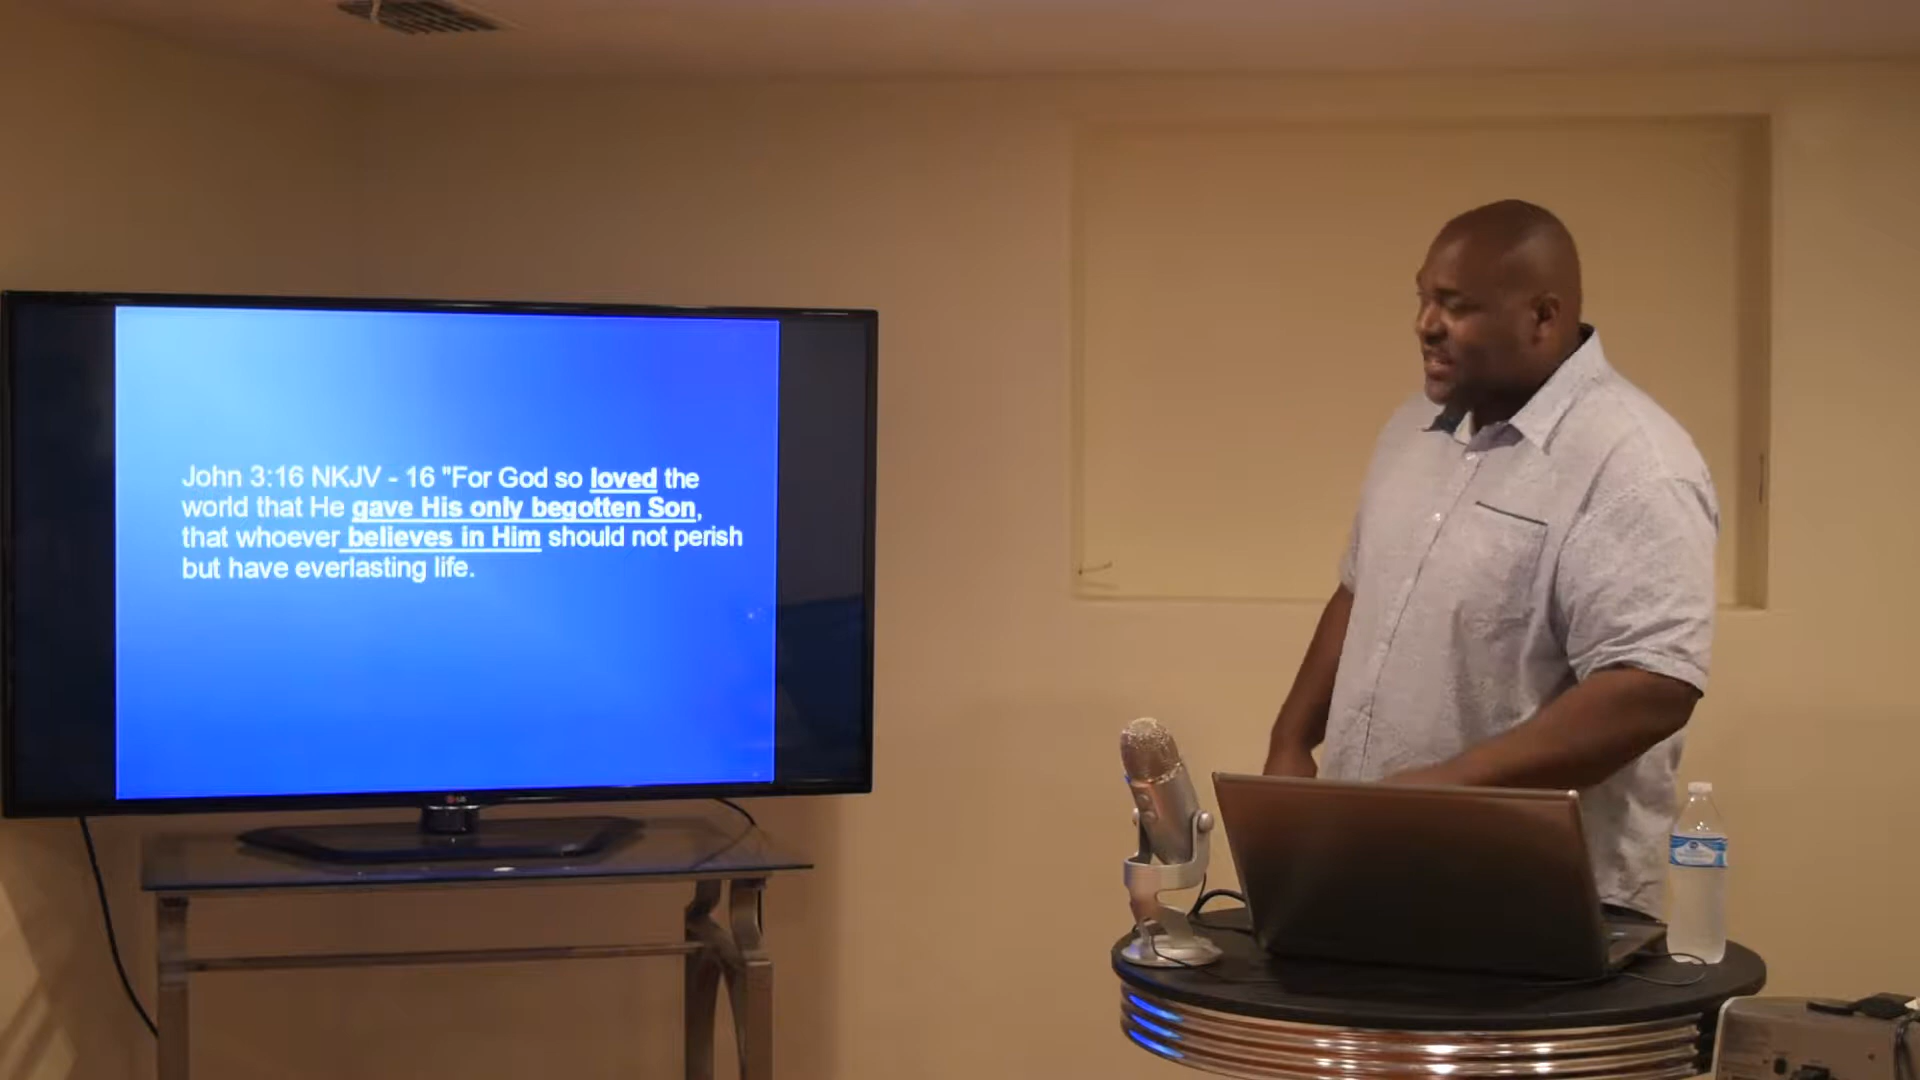 John 3:16 NKJV - 16 "For God so loved the
world that He gave His only begotten Son,
that whoever believes in Him should not perish
but have everlasting life.
LG